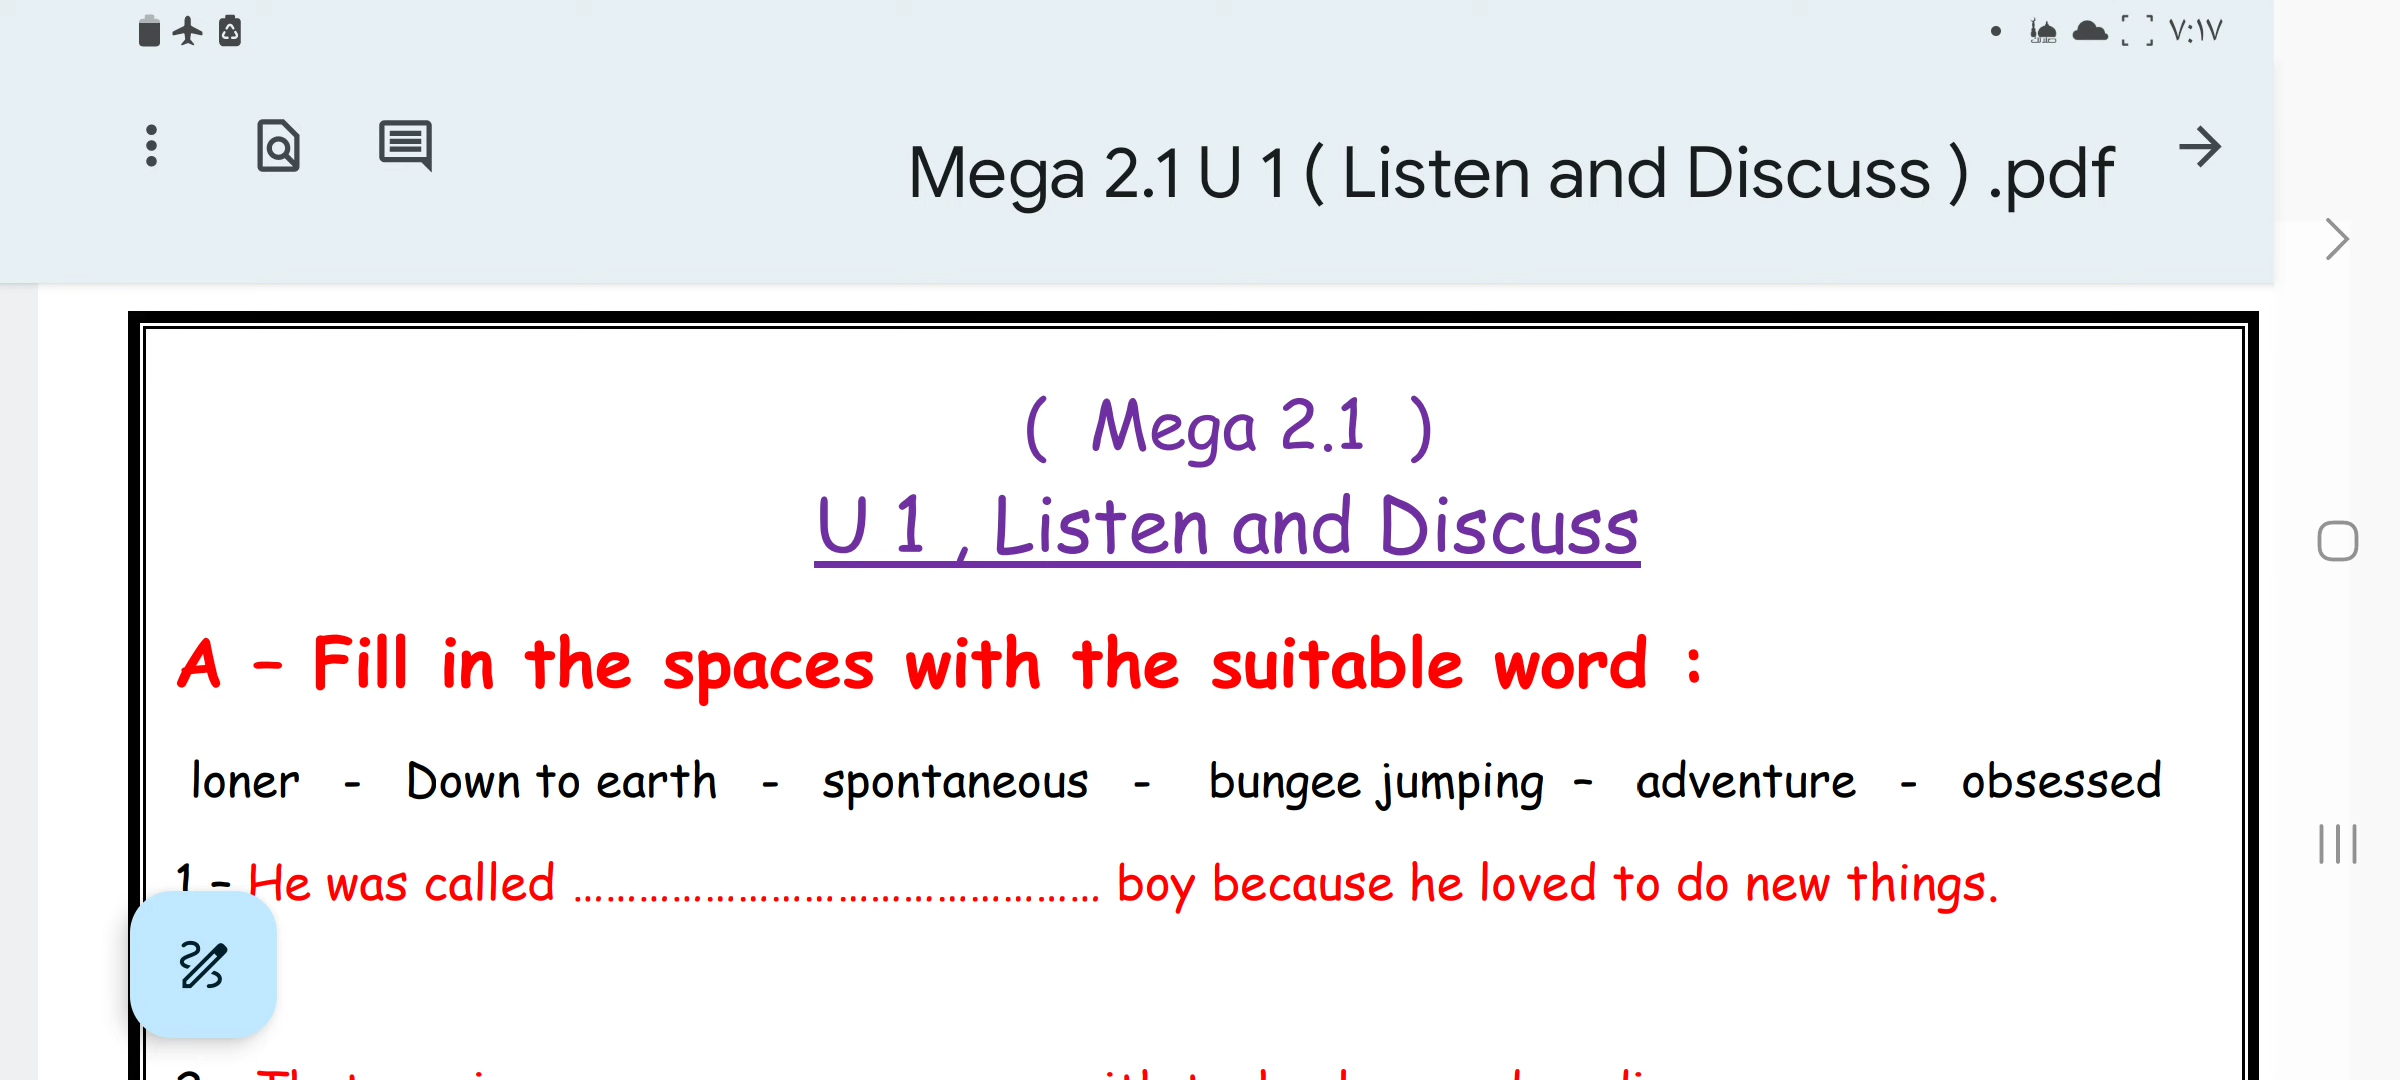 ٧:١٧
Mega 2.1 U 1 ( Listen and Discuss ) .pdf
( Mega 2.1 )
U 1 , Listen and Discuss
A – Fill in the spaces with the suitable word :
loner - Down to earth - spontaneous - bungee jumping – adventure - obsessed
1 – He was called ................................................ boy because he loved to do new things.